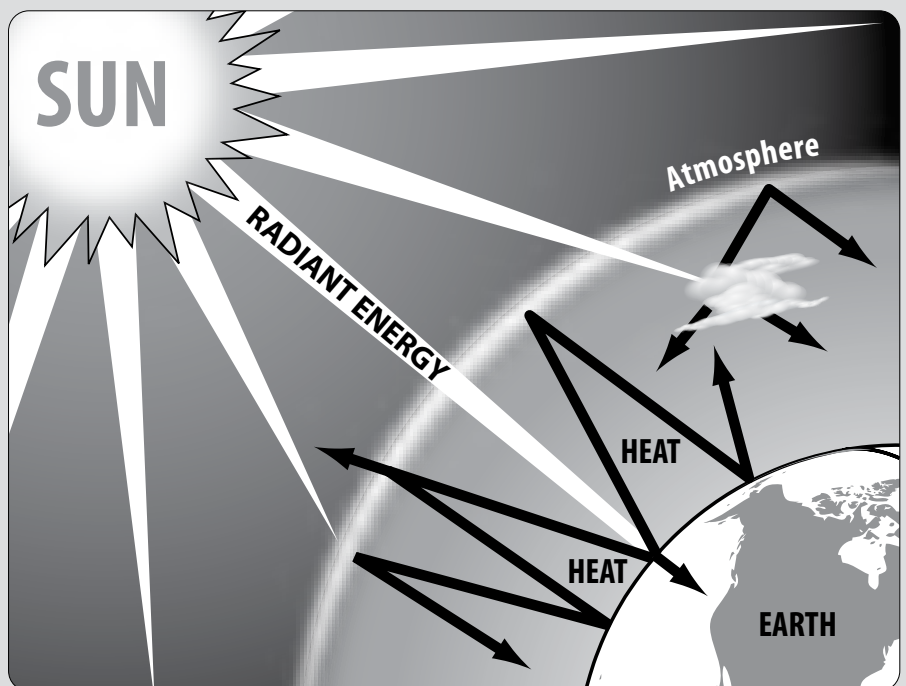 SUN
Atmosphere
RADIANT ENERGY
HEAT
HEAT
EARTH